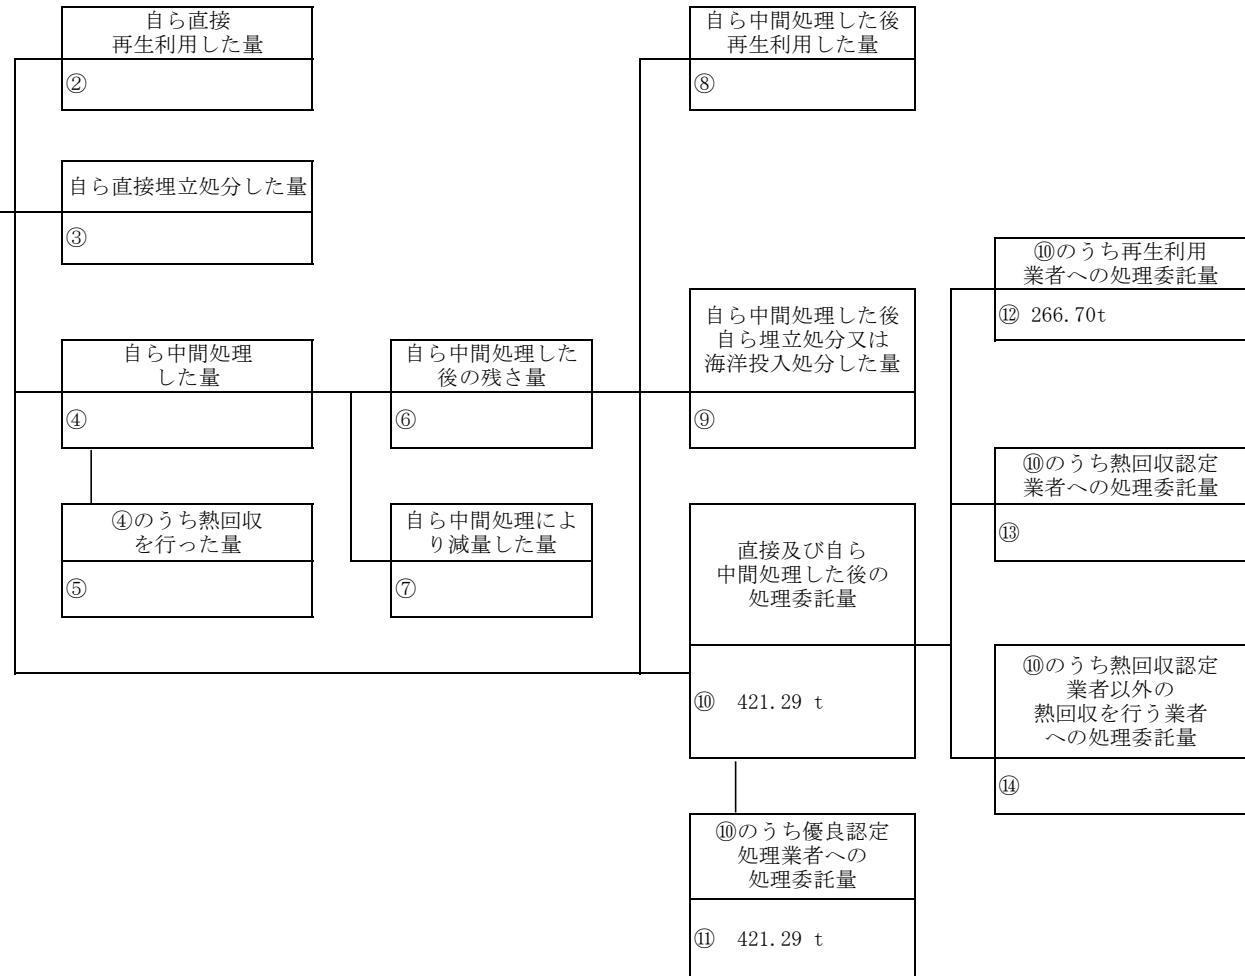 自ら直接
再生利用した量
②
自ら直接埋立処分した量
③
自ら中間処理
した量
④
④のうち熱回収
を行った量
⑤
自ら中間処理した
後の残さ量
⑥
自ら中間処理によ
り減量した量
⑦
自ら中間処理した後
再生利用した量
⑧
自ら中間処理した後
自ら埋立処分又は
海洋投入処分した量
⑨
直接及び自ら
中間処理した後の
処理委託量
⑩ 421.29 t
⑩のうち優良認定
処理業者への
処理委託量
⑪ 421.29 t
⑩のうち再生利用
業者への処理委託量
⑫ 266.70t
⑩のうち熱回収認定
業者への処理委託量
⑬
⑩のうち熱回収認定
業者以外の
熱回収を行う業者
への処理委託量
⑭